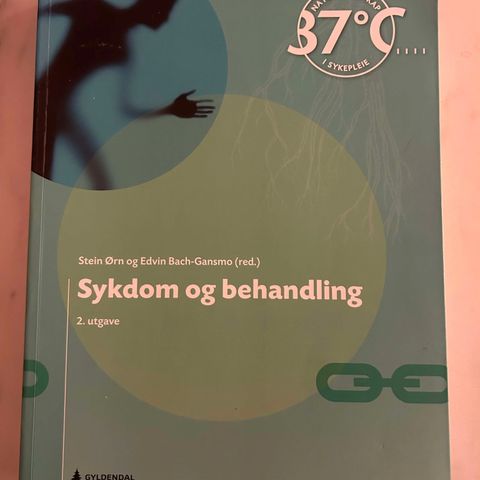 37°C
I SYKEPLEIE
Stein Ørn og Edvin Bach-Gansmo (red.)
Sykdom og behandling
2. utgave
GYLDENDAL